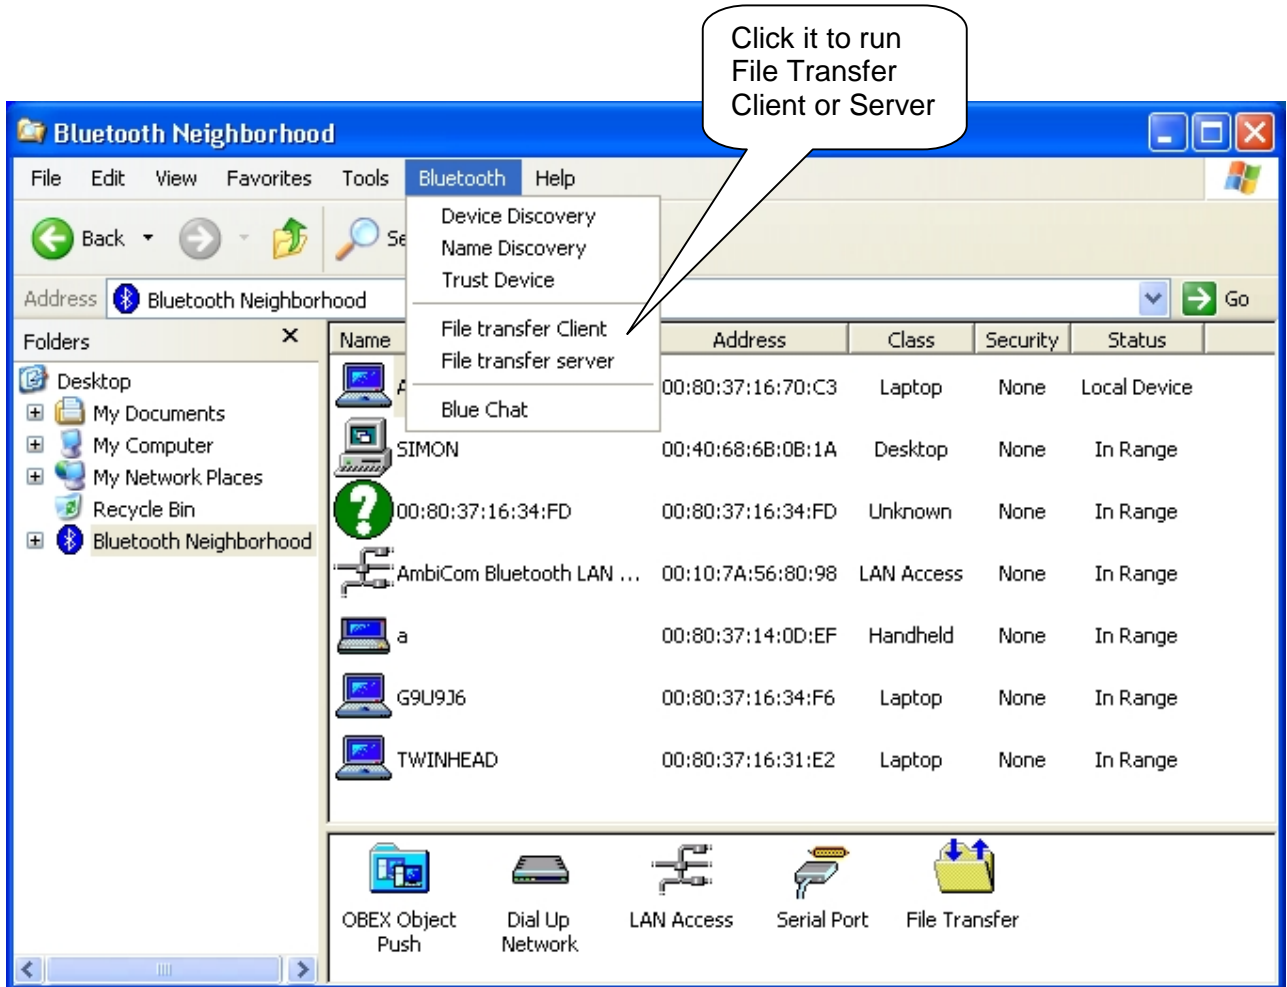 Click it to run
File Transfer
Client or Server
Bluetooth Neighborhood
File Edit View Favorites Tools Bluetooth Help
Back
Device Discovery
Name Discovery
Trust Device
File transfer Client
File transfer server
Blue Chat
Address Bluetooth Neighborhood Go
Folders X
Desktop
My Documents
My Computer
My Network Places
Recycle Bin
Bluetooth Neighborhood
Name Address Class Security Status
00:80:37:16:70:C3 Laptop None Local Device
SIMON 00:40:68:6B:0B:1A Desktop None In Range
00:80:37:16:34:FD 00:80:37:16:34:FD Unknown None In Range
AmbiCom Bluetooth LAN ... 00:10:7A:56:80:98 LAN Access None In Range
a 00:80:37:14:0D:EF Handheld None In Range
G9U9J6 00:80:37:16:34:F6 Laptop None In Range
TWINHEAD 00:80:37:16:31:E2 Laptop None In Range
OBEX Object
Push
Dial Up
Network
LAN Access
Serial Port
File Transfer